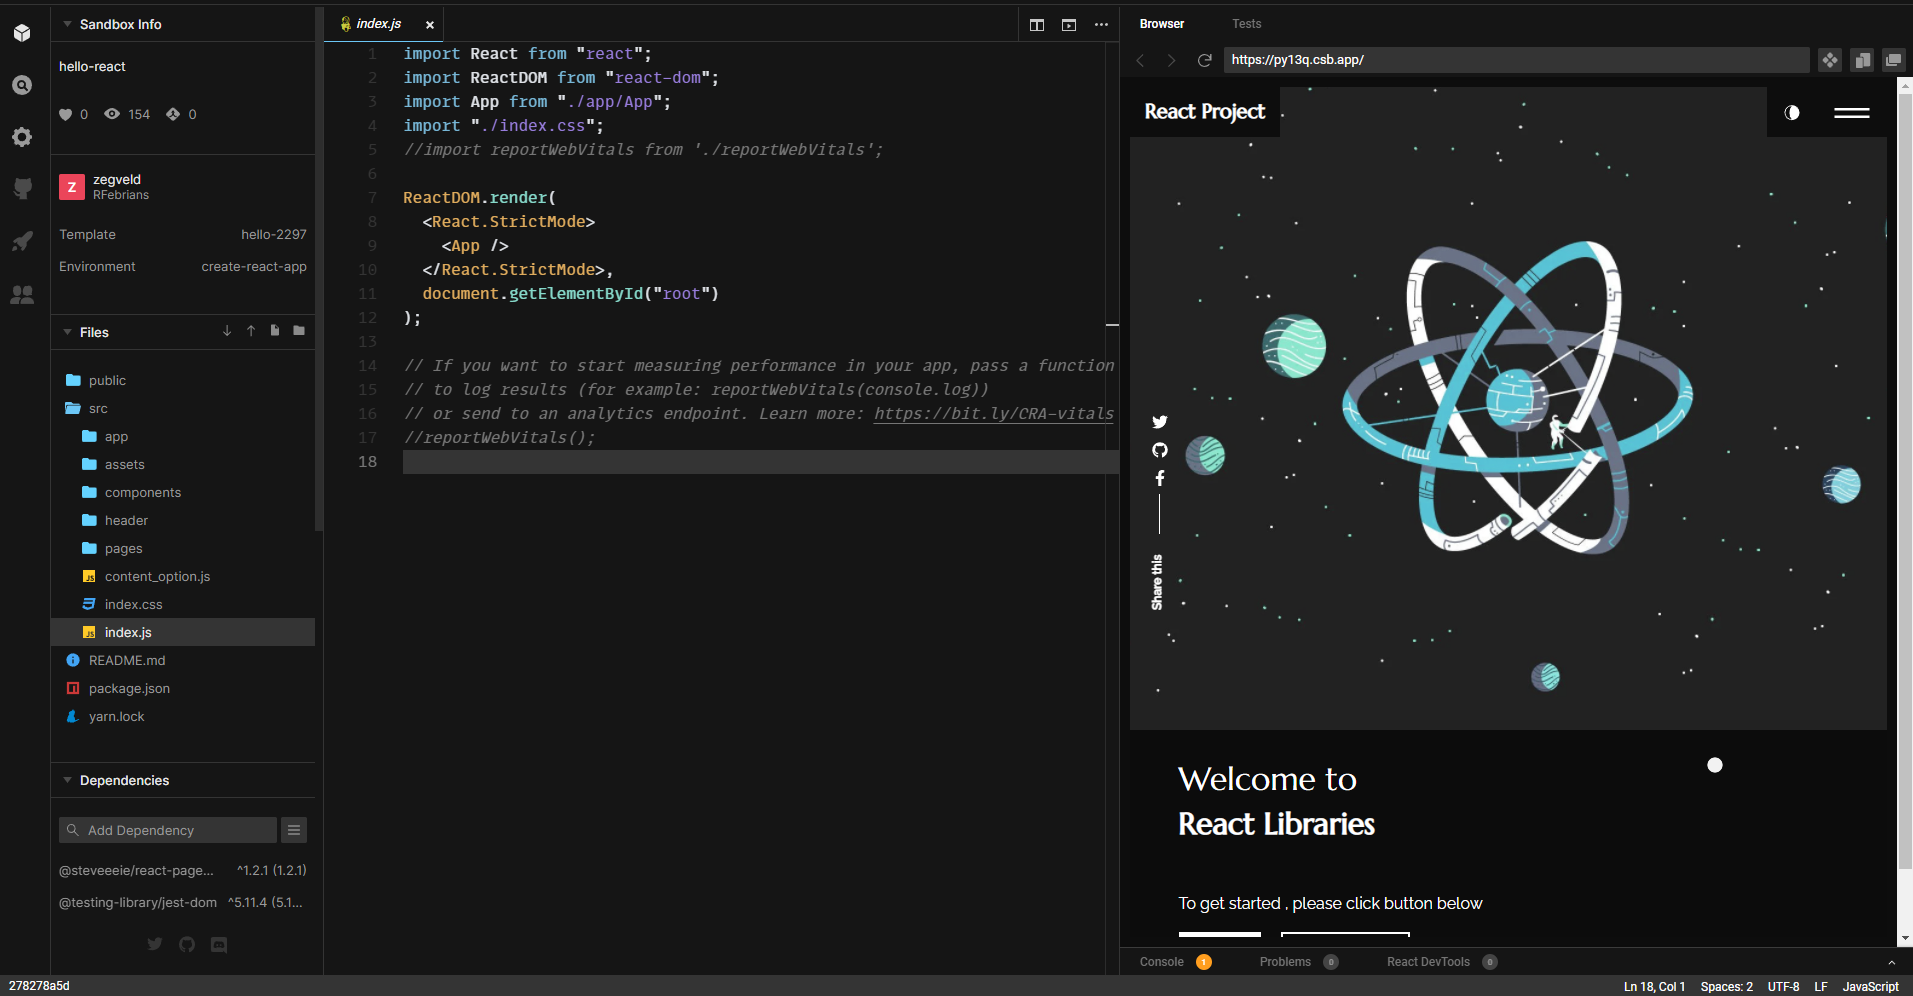 Sandbox Info
hello-react
0 154 0
Z zegveld
RFebrians
Template hello-2297
Environment create-react-app
Files
public
src
app
assets
components
header
pages
content_option.js
index.css
index.js
README.md
package.json
yarn.lock
Dependencies
Add Dependency
@steveeeie/react-page... ^1.2.1 (1.2.1)
@testing-library/jest-dom ^5.11.4 (5.1...
278278a5d
index.js
1 import React from "react";
2 import ReactDOM from "react-dom";
3 import App from "./app/App";
4 import "./index.css";
5 //import reportWebVitals from './reportWebVitals';
6
7 ReactDOM.render(
8 <React.StrictMode>
9 <App />
10 </React.StrictMode>,
11 document.getElementById("root")
12 );
13
14 // If you want to start measuring performance in your app, pass a function
15 // to log results (for example: reportWebVitals(console.log))
16 // or send to an analytics endpoint. Learn more: https://bit.ly/CRA-vitals
17 //reportWebVitals();
18
Browser Tests
https://py13q.csb.app/
React Project
Share this
Welcome to
React Libraries
To get started , please click button below
Console 1 Problems 0 React DevTools 0
Ln 18, Col 1 Spaces: 2 UTF-8 LF JavaScript